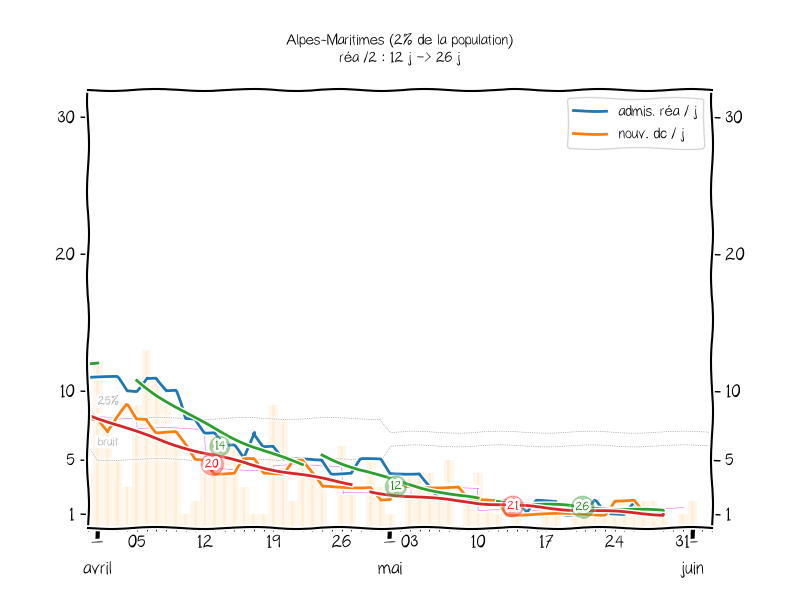 Alpes-Maritimes (2% de la population)
réa /2 : 12 j -> 26 j
admis. réa / j
nouv. dc / j
30
30
20
20
10
10
25%
bruit
14
20
5
5
12
21
26
1
1
05 12 19 26 03 10 17 24 31
avril mai juin